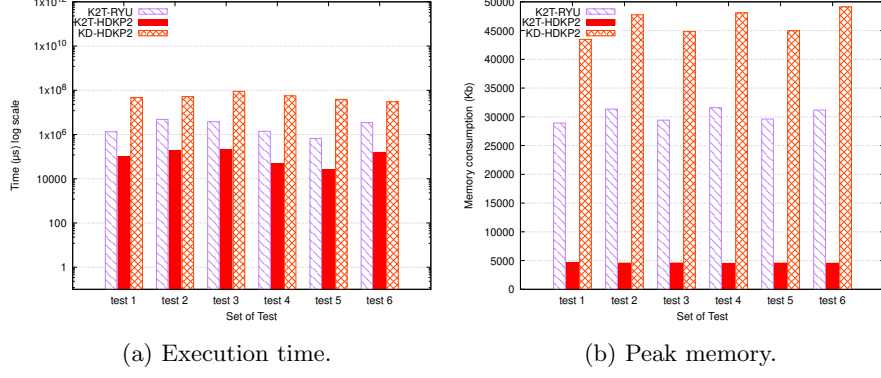 K2T-RYU
K2T-HDKP2
KD-HDKP2
1x10^12
1x10^10
1x10^8
1x10^6
10000
100
1
Time (µs) log scale
test 1 test 2 test 3 test 4 test 5 test 6
Set of Test
(a) Execution time.
K2T-RYU
K2T-HDKP2
KD-HDKP2
50000
45000
40000
35000
30000
25000
20000
15000
10000
5000
0
Memory consumption (Kb)
test 1 test 2 test 3 test 4 test 5 test 6
Set of Test
(b) Peak memory.